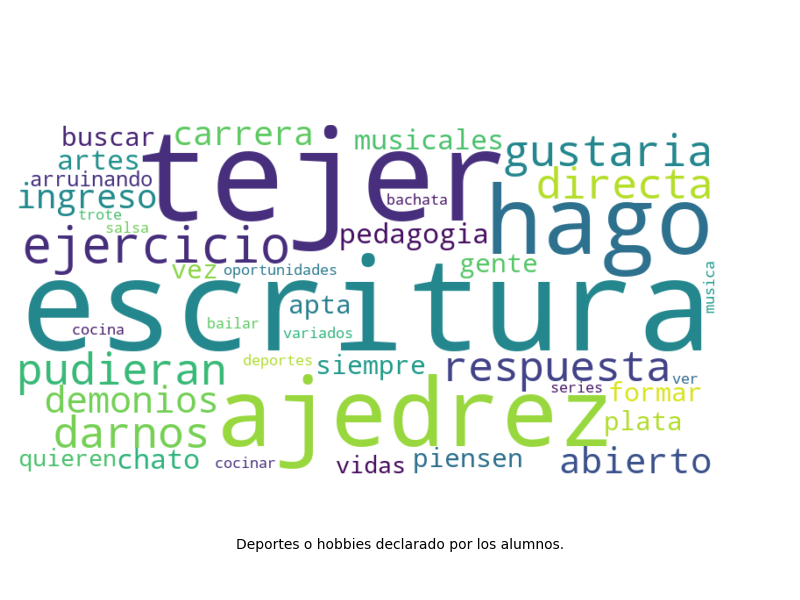 buscar carrera musicales
artes tejer gustaria
arruinando directa
ingreso bachata hago
trote
salsa pedagogia
ejercicio
vez oportunidades gente
escritura musica
apta
cocina bailar variados
pudieran deportes siempre respuesta
ver
series formar
demonios ajedrez
plata
darnos
quieren chato cocinar vidas piensen abierto
Deportes o hobbies declarado por los alumnos.